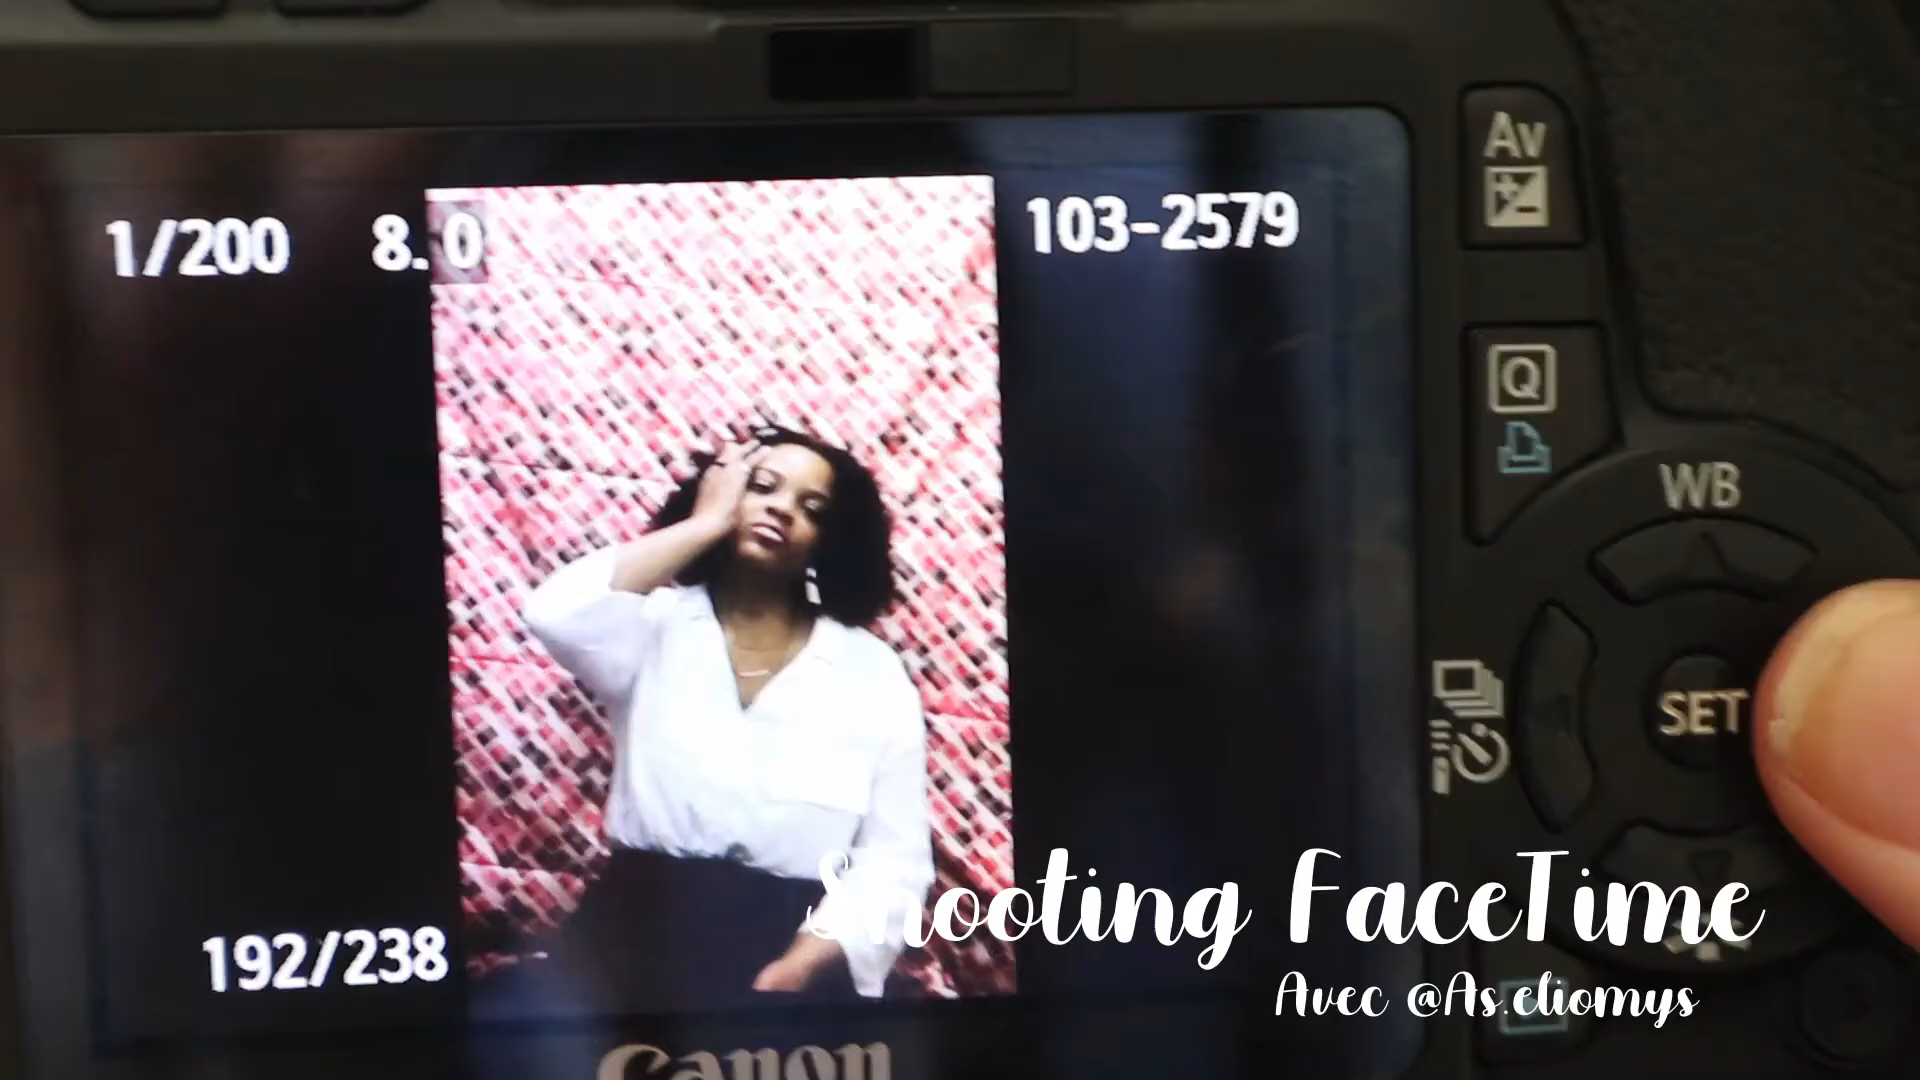 Av
1/200 8.0 103-2579
Q
WB
SET
Shooting FaceTime
192/238
Avec @As.eliomys
Canon